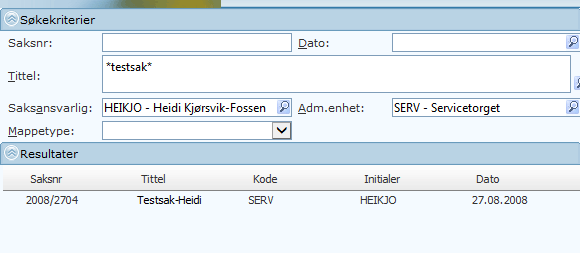 Søkekriterier
Saksnr: Dato:
Tittel: *testsak*
Saksansvarlig: HEIKJO - Heidi Kjørsvik-Fossen Adm.enhet: SERV - Servicetorget
Mappetype:
Resultater
Saksnr Tittel Kode Initialer Dato
2008/2704 Testsak-Heidi SERV HEIKJO 27.08.2008